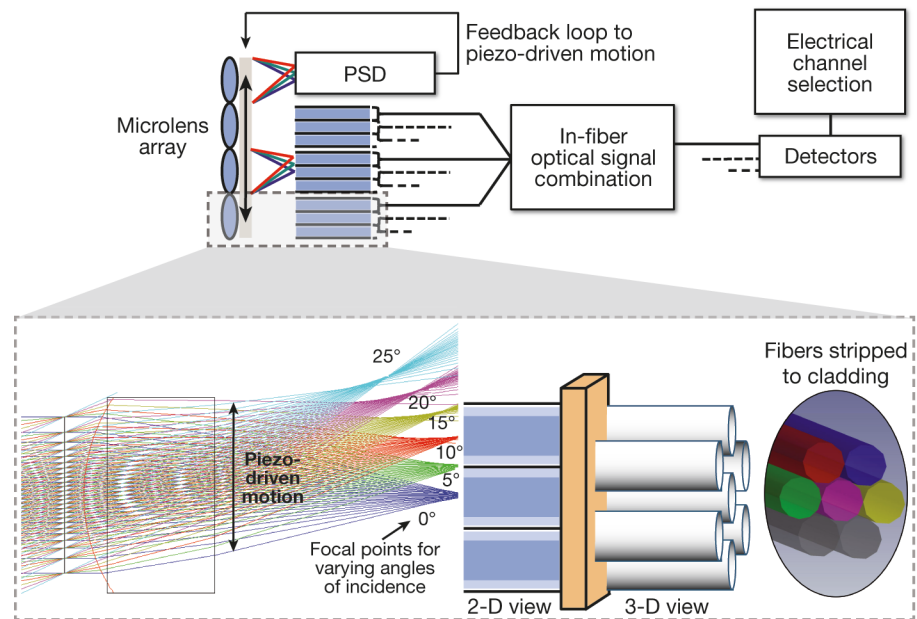 Feedback loop to
piezo-driven motion
PSD
Electrical
channel
selection
Microlens
array
In-fiber
optical signal
combination
Detectors
25°
20°
15°
10°
5°
0°
Piezo-
driven
motion
Focal points for
varying angles
of incidence
2-D view
3-D view
Fibers stripped
to cladding